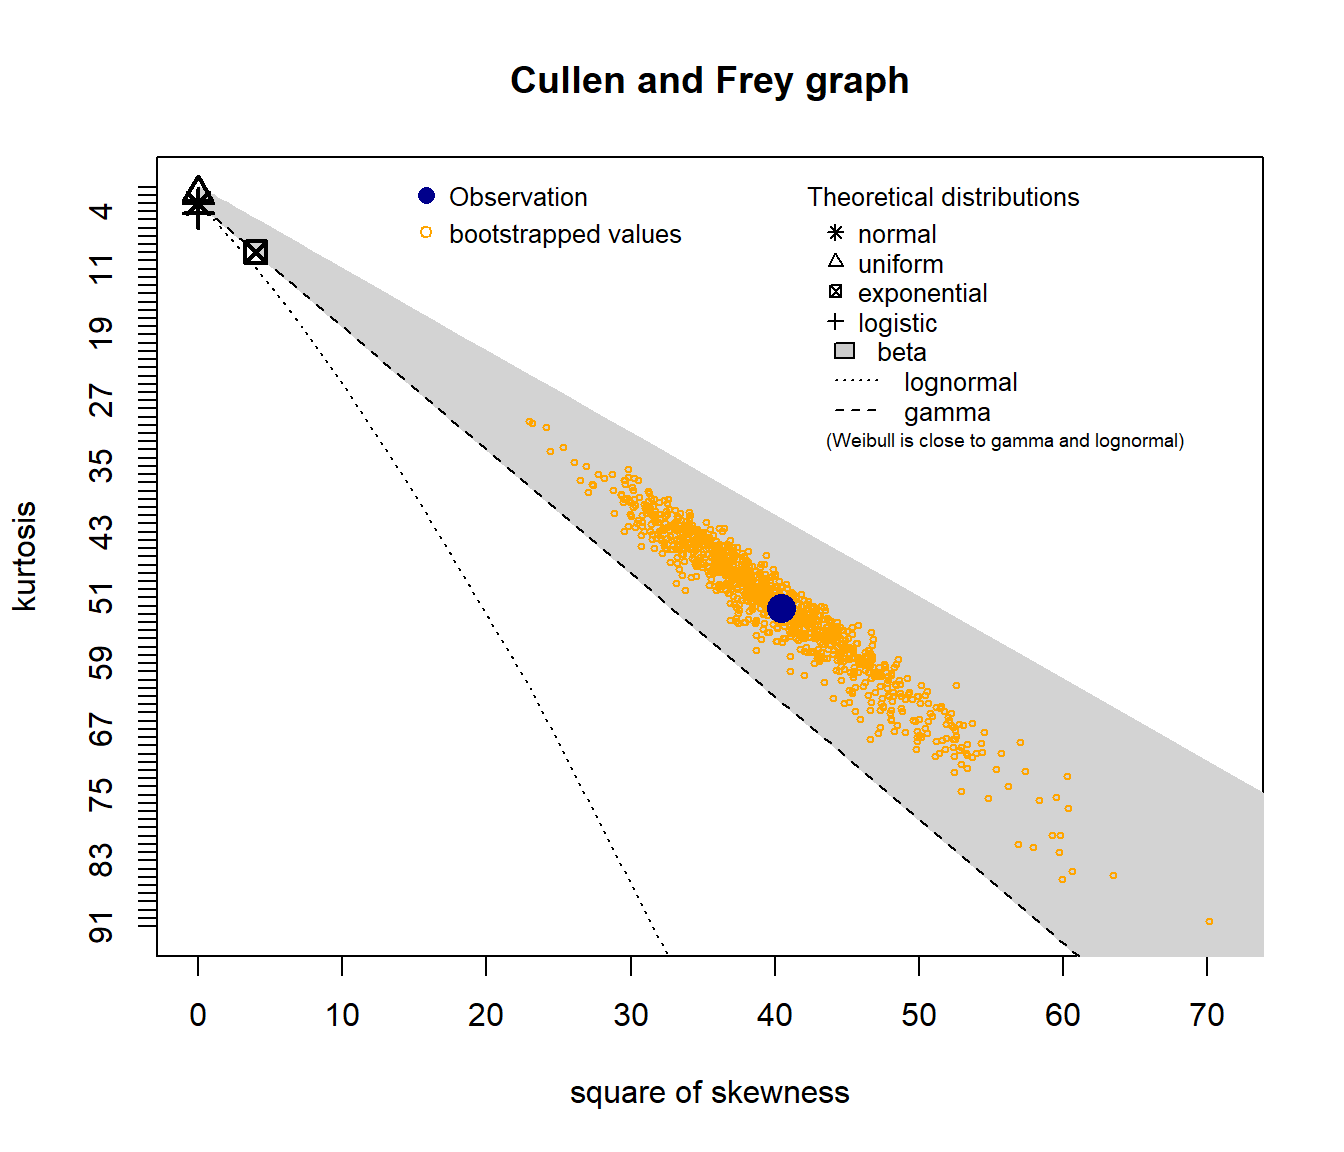 Cullen and Frey graph
Observation
bootstrapped values
Theoretical distributions
normal
uniform
exponential
logistic
beta
lognormal
gamma
(Weibull is close to gamma and lognormal)
kurtosis
4
11
19
27
35
43
51
59
67
75
83
91
0 10 20 30 40 50 60 70
square of skewness